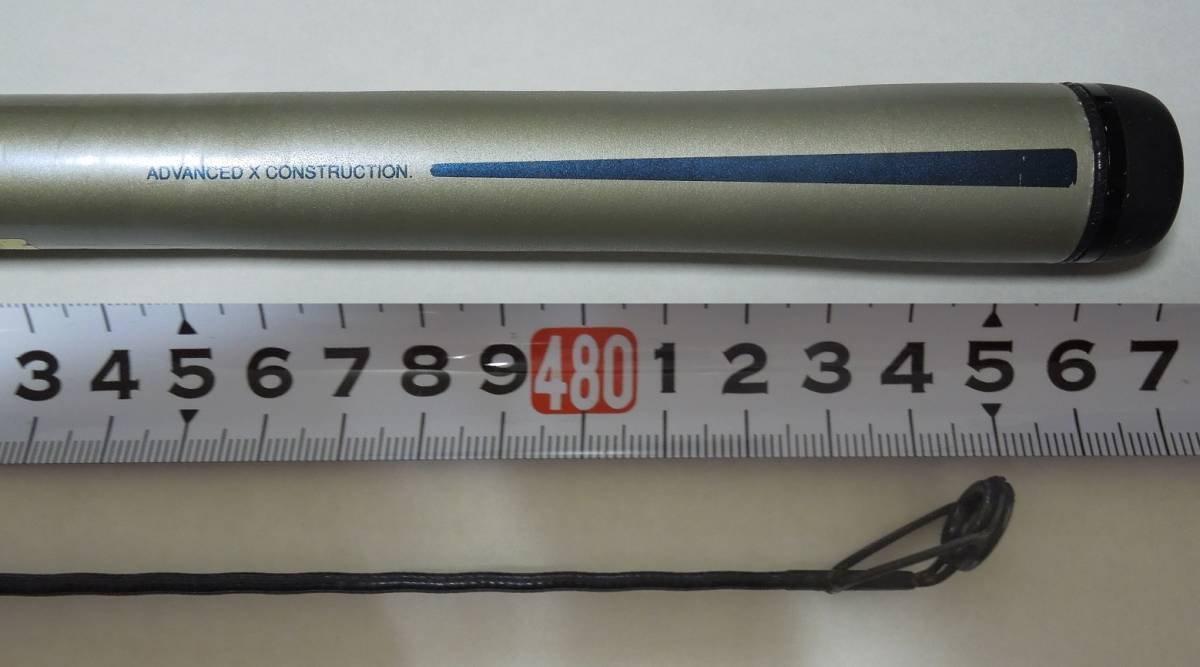 ADVANCED X CONSTRUCTION.
3 4 5 6 7 8 9 480 1 2 3 4 5 6 7